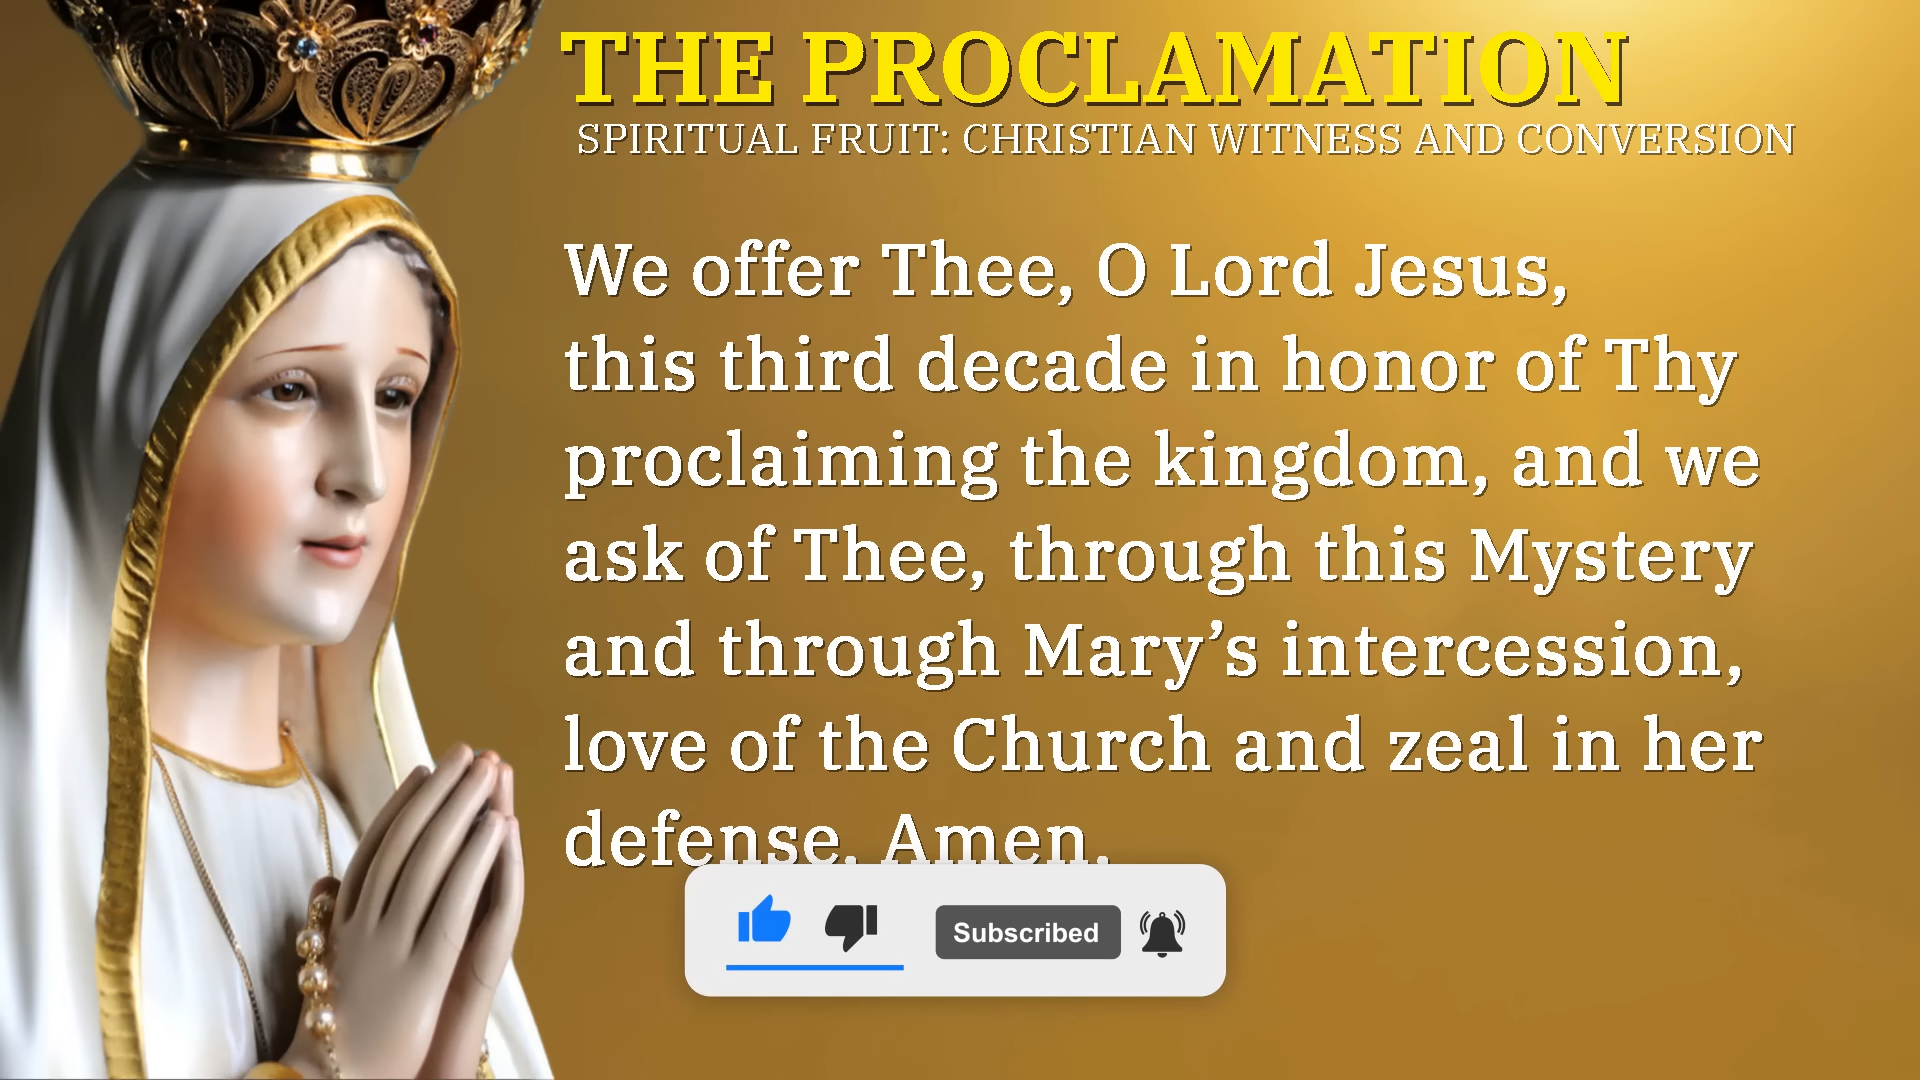 THE PROCLAMATION
SPIRITUAL FRUIT: CHRISTIAN WITNESS AND CONVERSION
We offer Thee, O Lord Jesus,
this third decade in honor of Thy
proclaiming the kingdom, and we
ask of Thee, through this Mystery
and through Mary’s intercession,
love of the Church and zeal in her
defense. Amen.
Subscribed